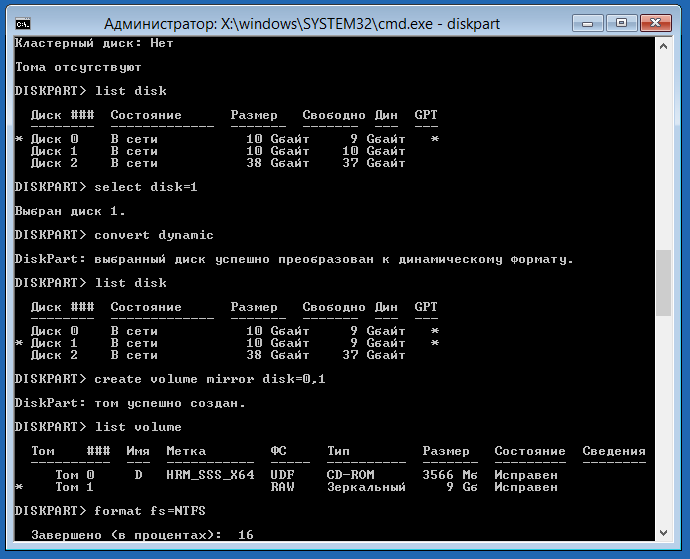 Администратор: X:\windows\SYSTEM32\cmd.exe - diskpart
Кластерный диск: Нет
Тома отсутствуют
DISKPART> list disk
Диск ###  Состояние      Размер   Свободно Дин  GPT
--------  -------------  -------  -------  ---  ---
* Диск 0    В сети           10 Gбайт     9 Gбайт   *
Диск 1    В сети           10 Gбайт    10 Gбайт
Диск 2    В сети           38 Gбайт    37 Gбайт
DISKPART> select disk=1
Выбран диск 1.
DISKPART> convert dynamic
DiskPart: выбранный диск успешно преобразован к динамическому формату.
DISKPART> list disk
Диск ###  Состояние      Размер   Свободно Дин  GPT
--------  -------------  -------  -------  ---  ---
Диск 0    В сети           10 Gбайт     9 Gбайт   *
* Диск 1    В сети           10 Gбайт     9 Gбайт   *
Диск 2    В сети           38 Gбайт    37 Gбайт
DISKPART> create volume mirror disk=0,1
DiskPart: том успешно создан.
DISKPART> list volume
Том    ###  Имя  Метка        ФС     Тип         Размер   Состояние  Сведения
----------  ---  -----------  -----  ----------  -------  ---------  --------
Том 0     D   HRM_SSS_X64  UDF    CD-ROM      3566 Mб  Исправен
* Том 1                      RAW    Зеркальный     9 Gб  Исправен
DISKPART> format fs=NTFS
Завершено (в процентах):  16